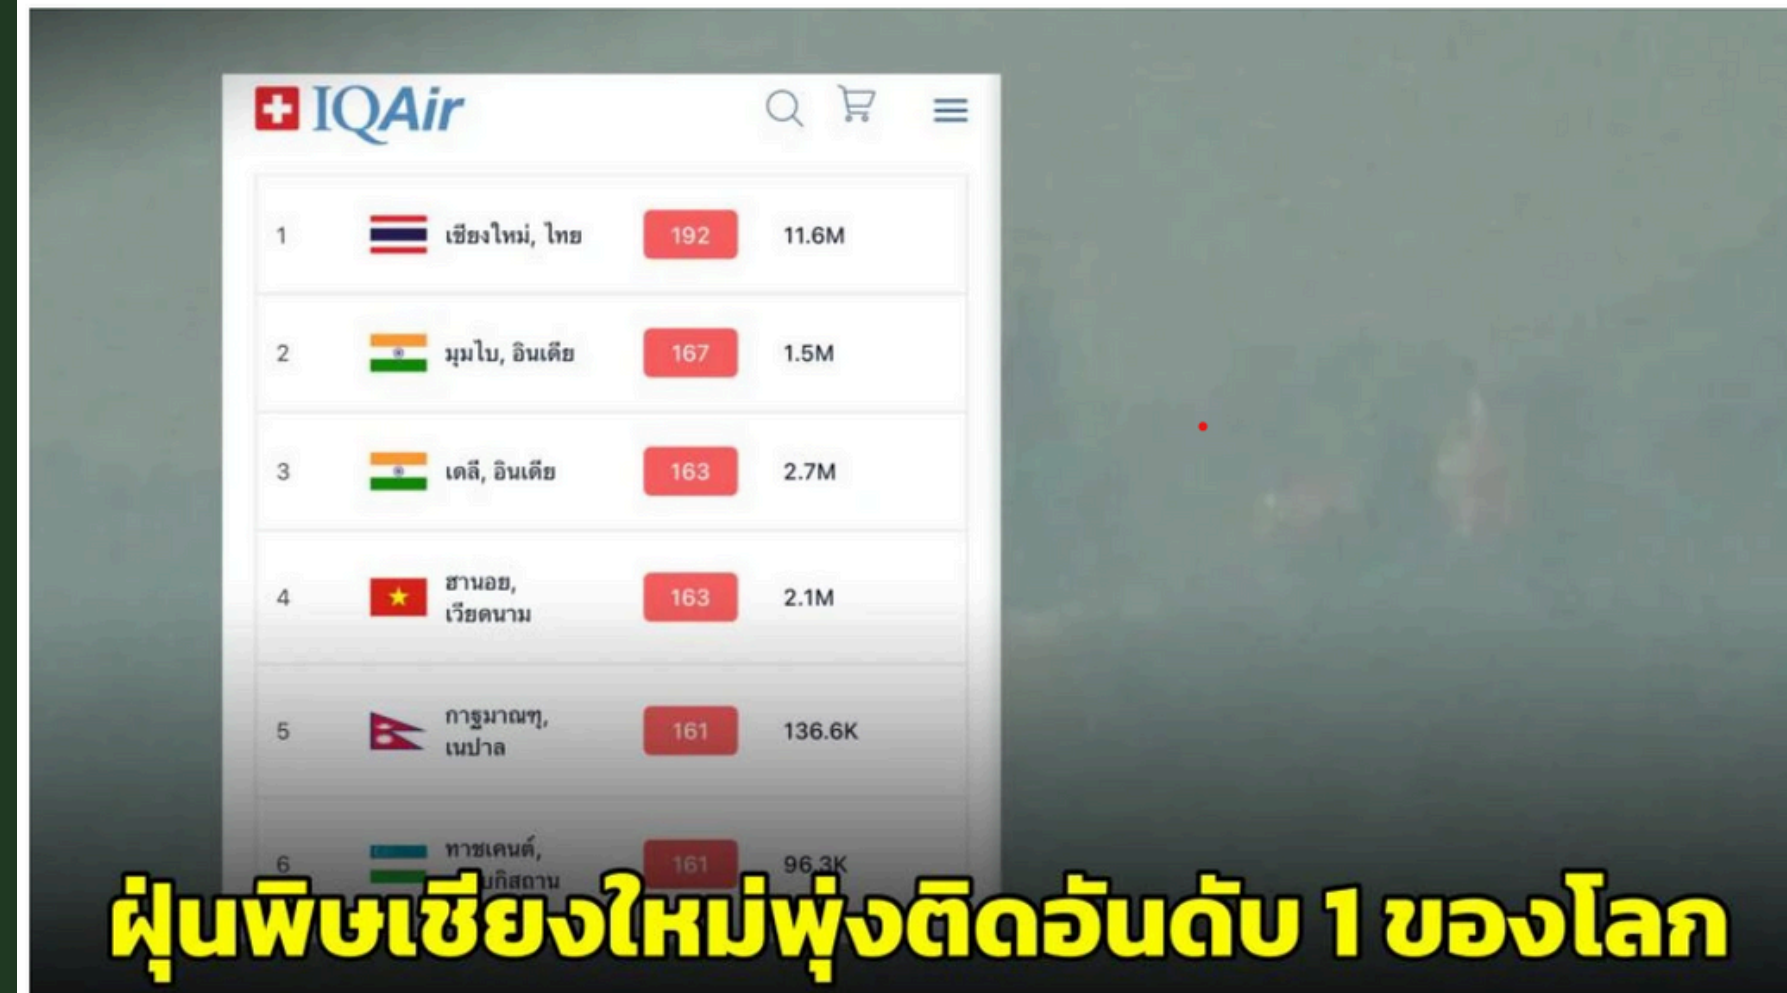 IQAir
1 เชียงใหม่, ไทย 192 11.6M
2 มุมไบ, อินเดีย 167 1.5M
3 เดลี, อินเดีย 163 2.7M
4 ฮานอย, 163 2.1M
เวียดนาม
5 กาฐมาณฑุ, 161 136.6K
เนปาล
6 ทาชเคนต์, 161 96.3K
ฝุ่นพิษเชียงใหม่พุ่งติดอันดับ 1 ของโลก